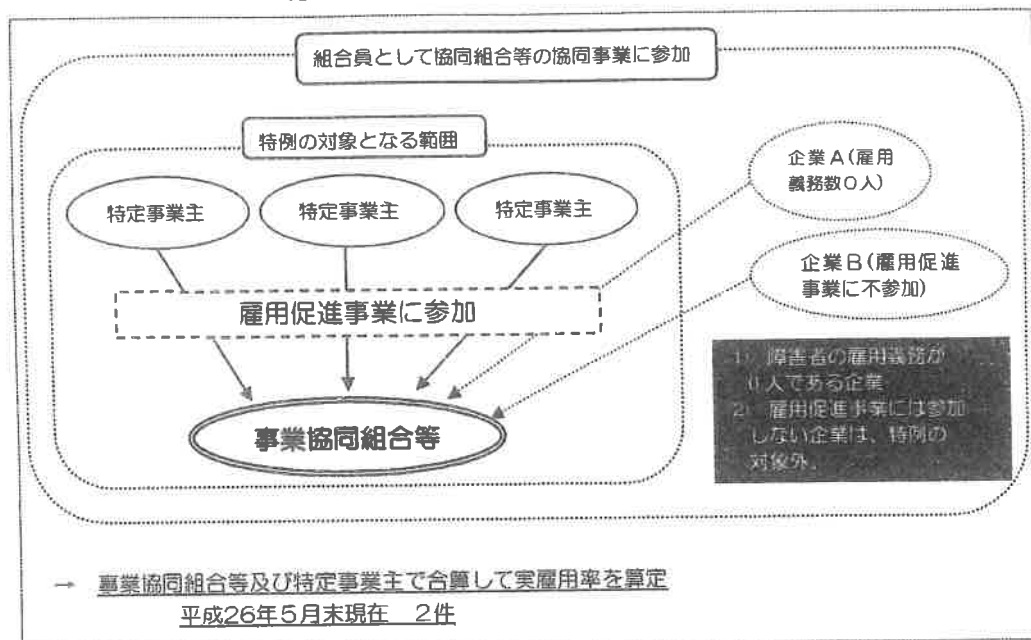 組合員として協同組合等の協同事業に参加
特例の対象となる範囲
特定事業主
特定事業主
特定事業主
企業A(雇用
義務数0人)
企業B(雇用促進
事業に不参加)
雇用促進事業に参加
事業協同組合等
1) 障害者の雇用義務が
0人である企業
2) 雇用促進事業には参加
しない企業は、特例の
対象外。
→ 事業協同組合等及び特定事業主で合算して実雇用率を算定
平成26年5月末現在 2件